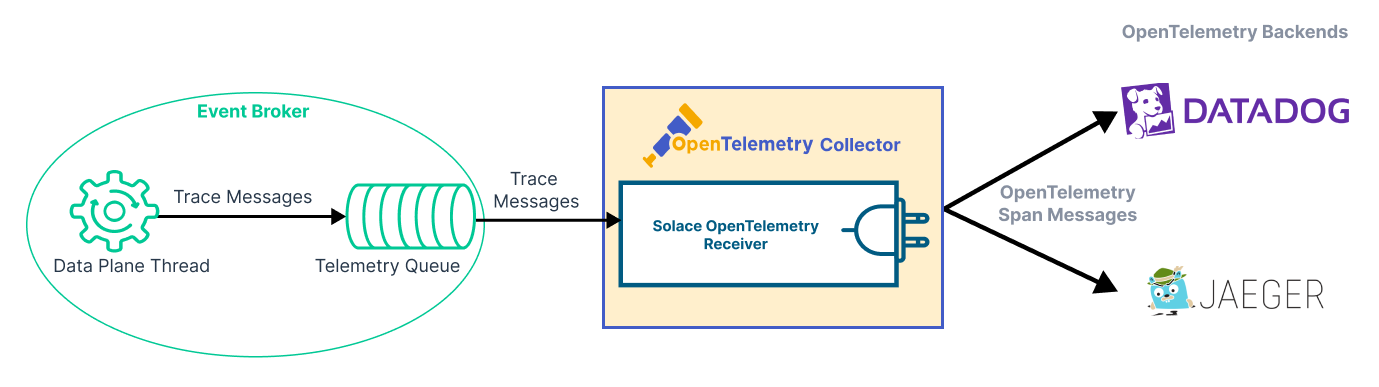 OpenTelemetry Backends
Event Broker
DATADOG
OpenTelemetry Collector
Trace Messages
Trace
Messages
OpenTelemetry
Span Messages
Solace OpenTelemetry
Receiver
Data Plane Thread
Telemetry Queue
JAEGER